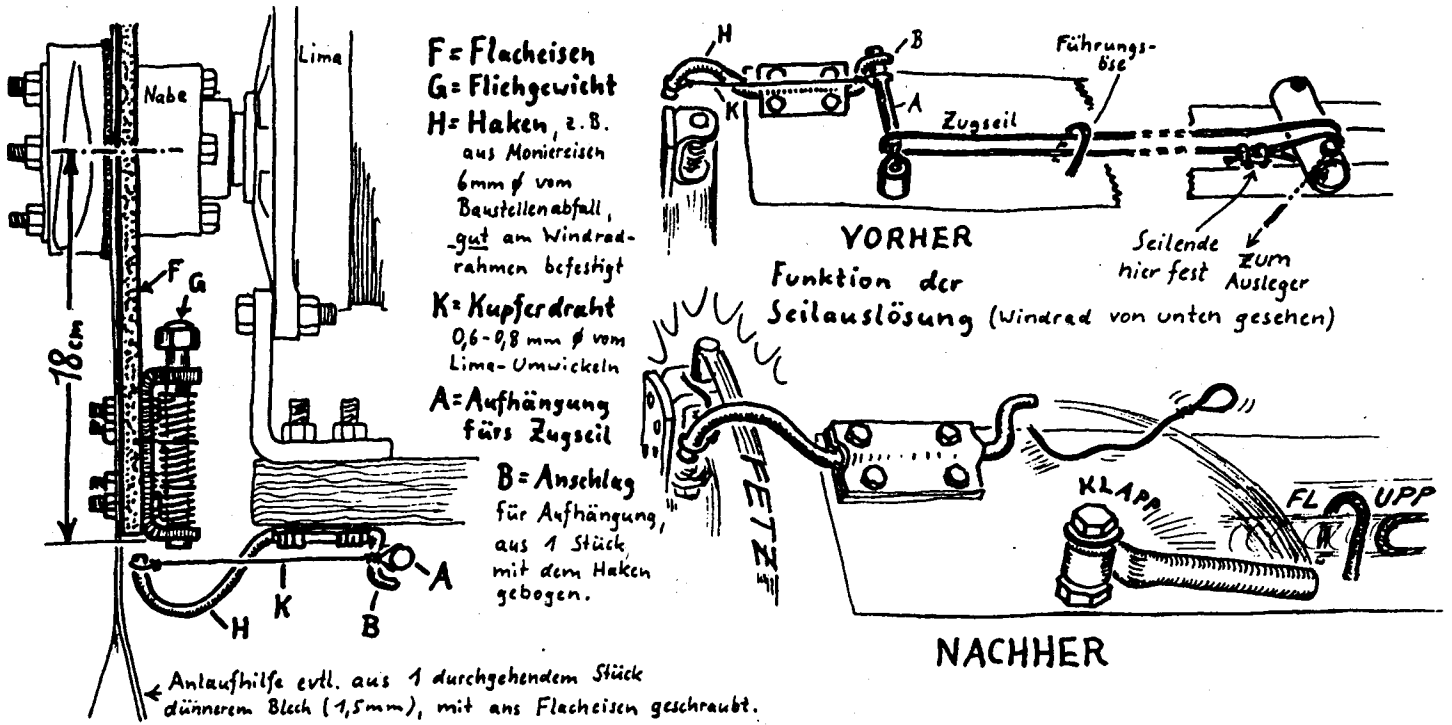 Lima
Nabe
F
G
18cm
H
K
B
A
F= Flacheisen
G= Fliehgewicht
H= Haken, z.B.
aus Moniereisen
6mm ∮ vom
Baustellenabfall,
gut am Windrad-
rahmen befestigt
K= Kupferdraht
0,6-0,8 mm ∮ vom
Lima-Umwickeln
A= Aufhängung
fürs Zugseil
B= Anschlag
für Aufhängung,
aus 1 Stück
mit dem Haken
gebogen.
Anlaufhilfe evtl. aus 1 durchgehendem Stück
dünnerem Blech (1,5mm), mit ans Flacheisen geschraubt.
H
B
K
A
Führungs-
öse
Zugseil
VORHER
Seilende
hier fest
zum
Ausleger
Funktion der
Seilauslösung (Windrad von unten gesehen)
FETZ
KLAPP
FL UPP
NACHHER